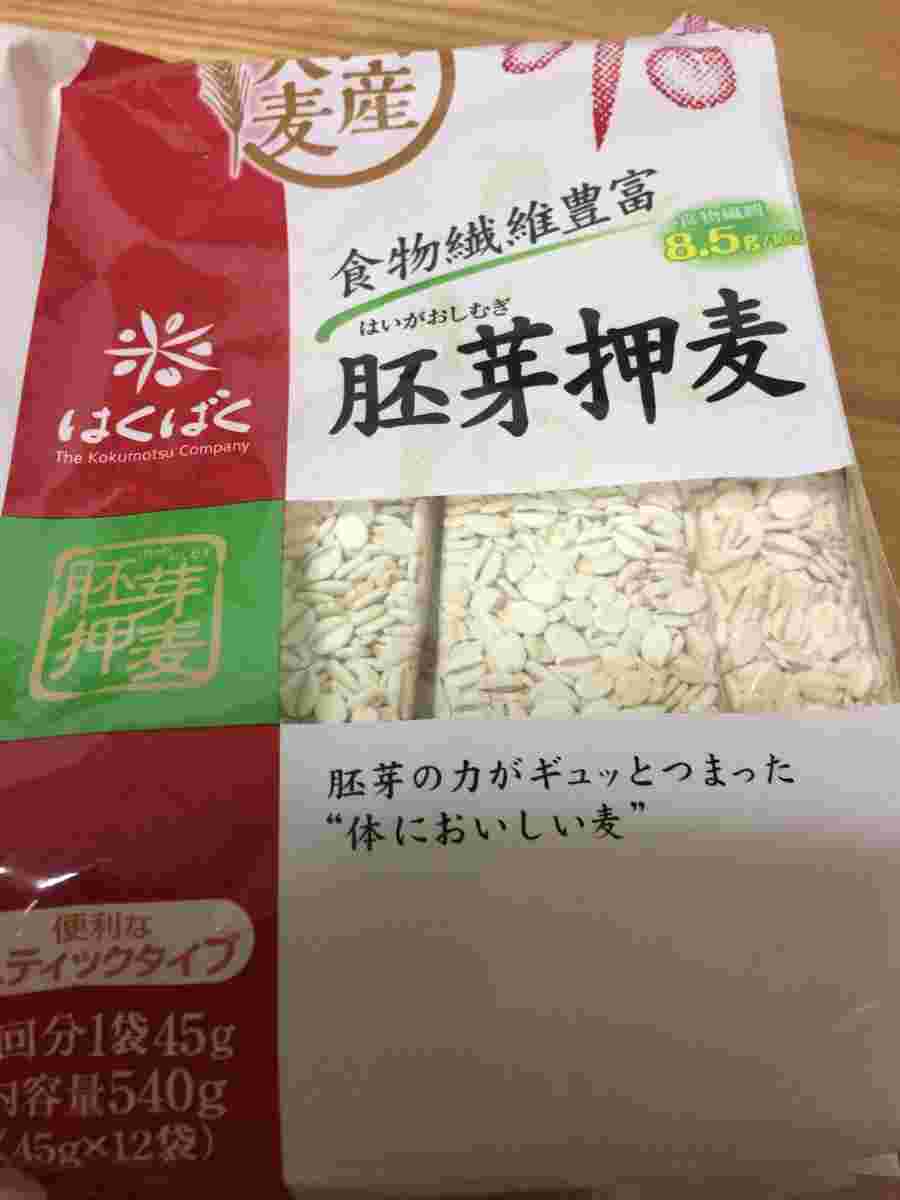 産
麦
食物繊維豊富
食物繊維
8.5g
はいがおしむぎ
胚芽押麦
はくばく
The Kokumotsu Company
胚芽
押麦
胚芽の力がギュッとつまった
“体においしい麦”
便利な
スティックタイプ
回分1袋45g
内容量540g
(45g×12袋)